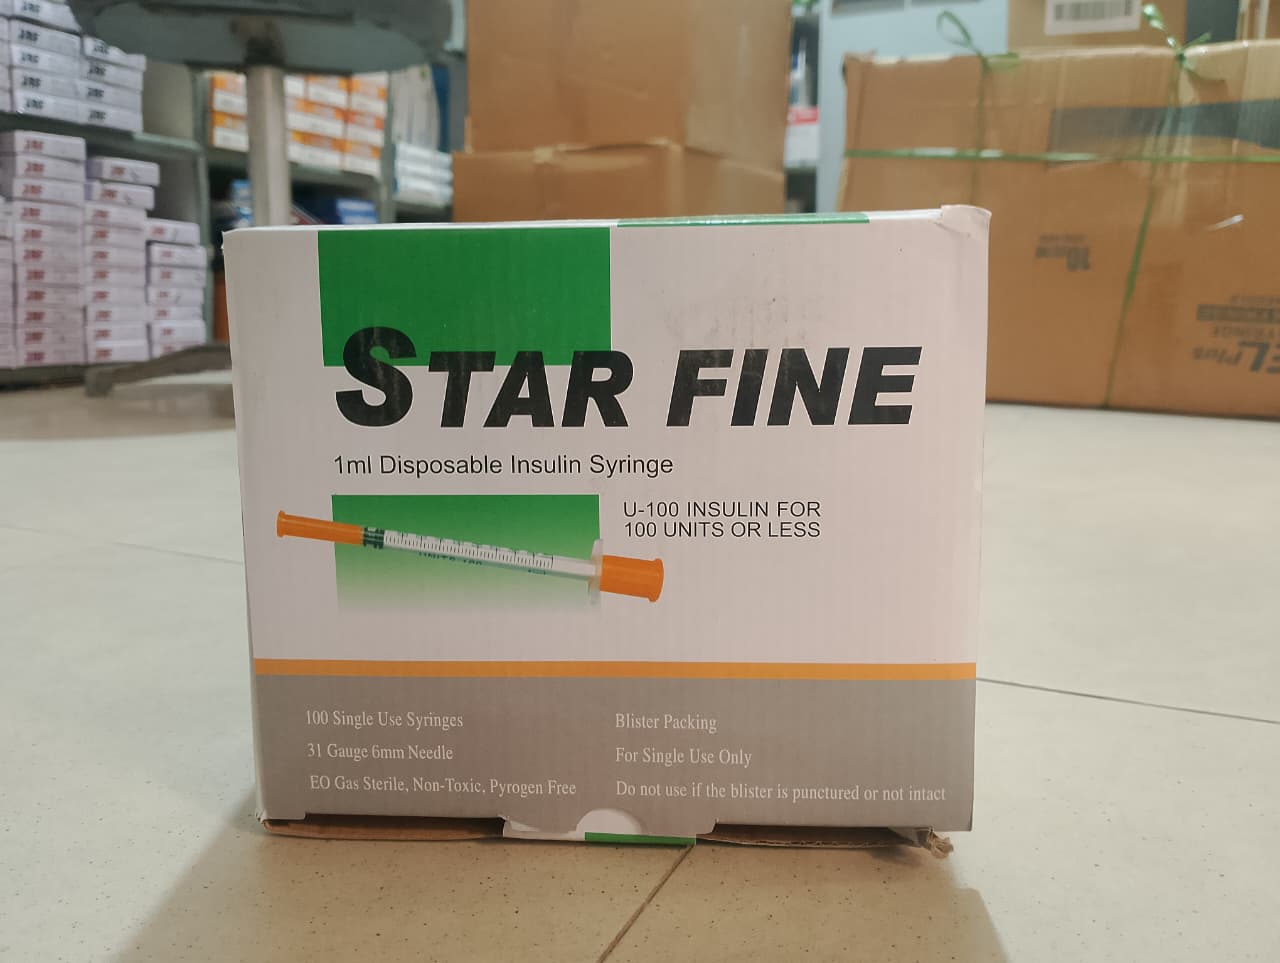 STAR FINE
1ml Disposable Insulin Syringe
U-100 INSULIN FOR
100 UNITS OR LESS
100 Single Use Syringes
31 Gauge 6mm Needle
EO Gas Sterile, Non-Toxic, Pyrogen Free
Blister Packing
For Single Use Only
Do not use if the blister is punctured or not intact